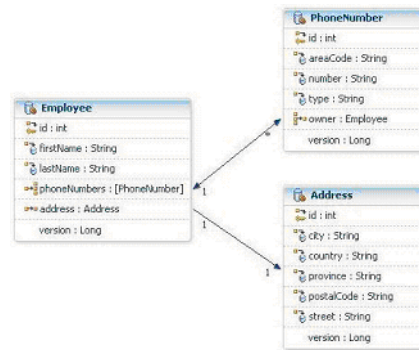 Employee
id : int
firstName : String
lastName : String
phoneNumbers : [PhoneNumber]
address : Address
version : Long
PhoneNumber
id : int
areaCode : String
number : String
type : String
owner : Employee
version : Long
Address
id : int
city : String
country : String
province : String
postalCode : String
street : String
version : Long
1
*
1
1